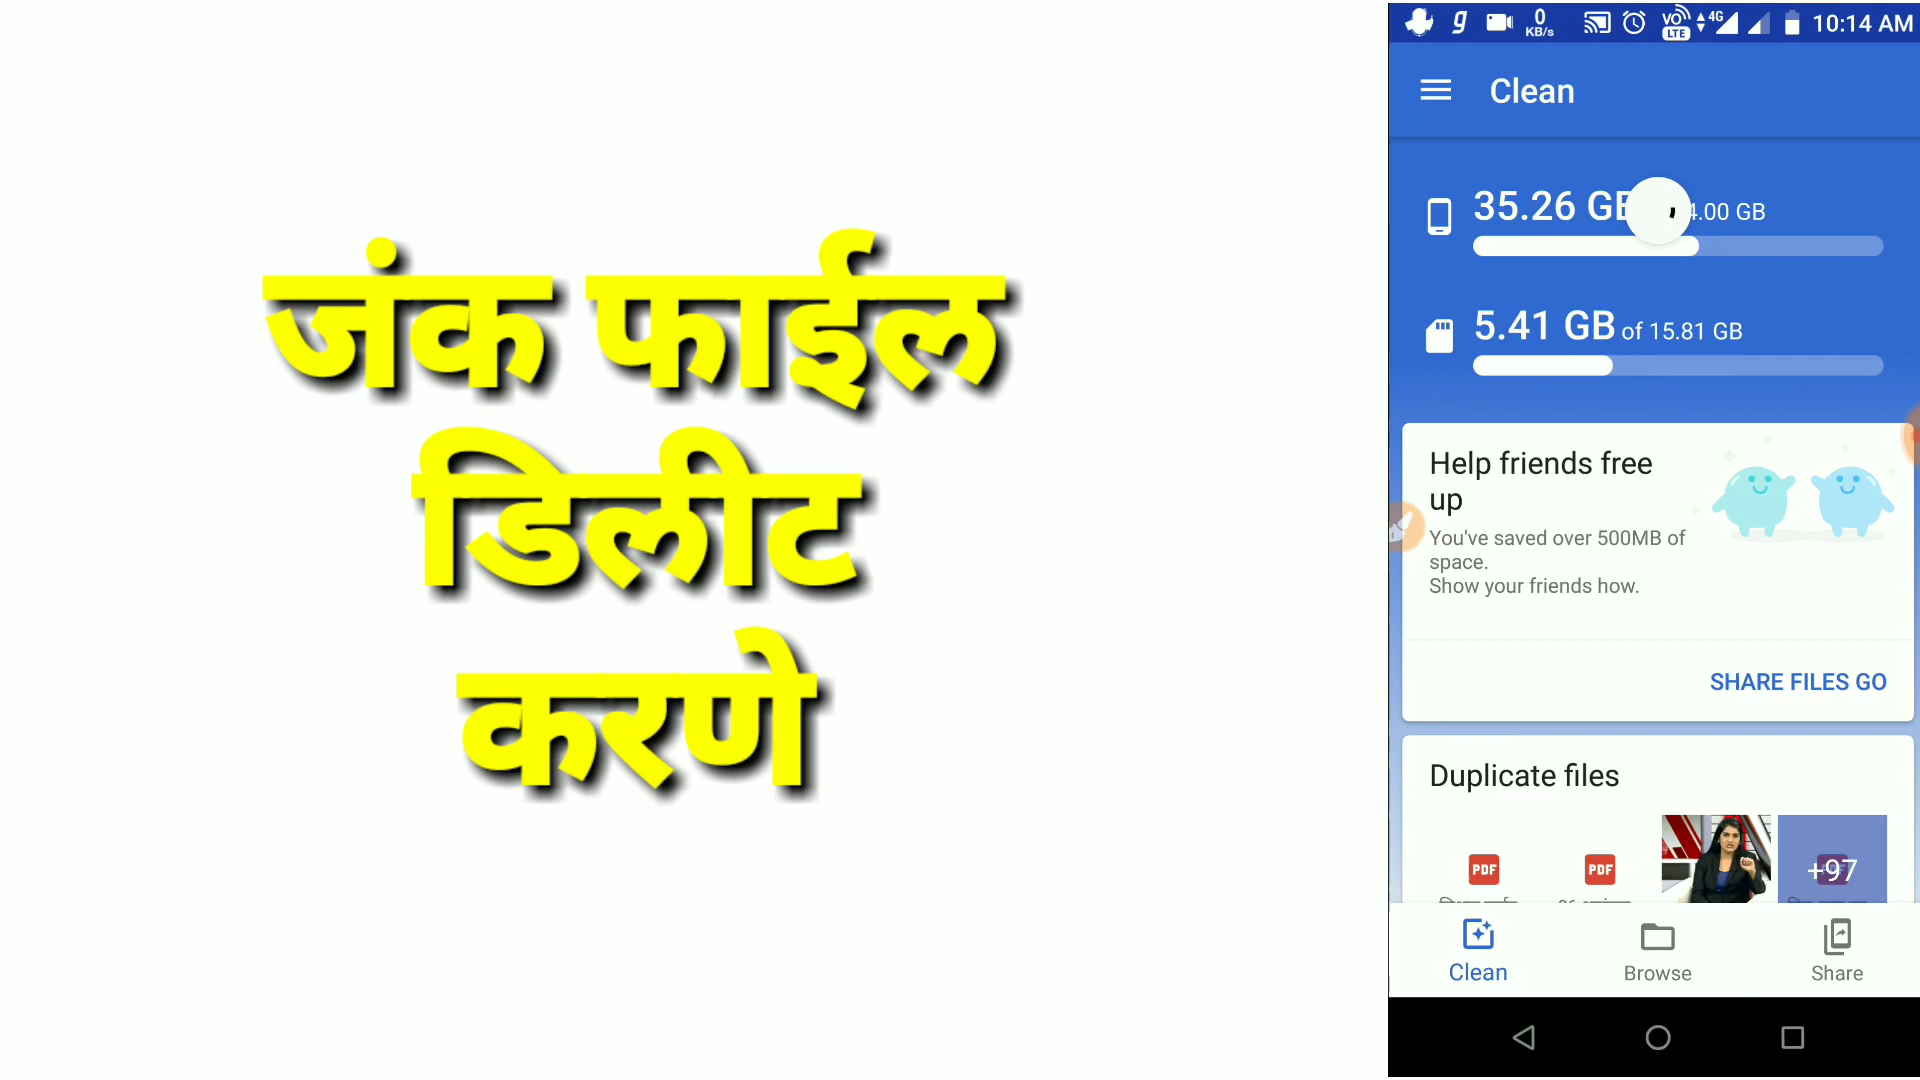 जंक फाईल
डिलीट
करणे
g 0 KB/s VO LTE 4G 10:14 AM
Clean
35.26 GB 4.00 GB
5.41 GB of 15.81 GB
Help friends free
up
You've saved over 500MB of
space.
Show your friends how.
SHARE FILES GO
Duplicate files
PDF PDF +97
Clean Browse Share